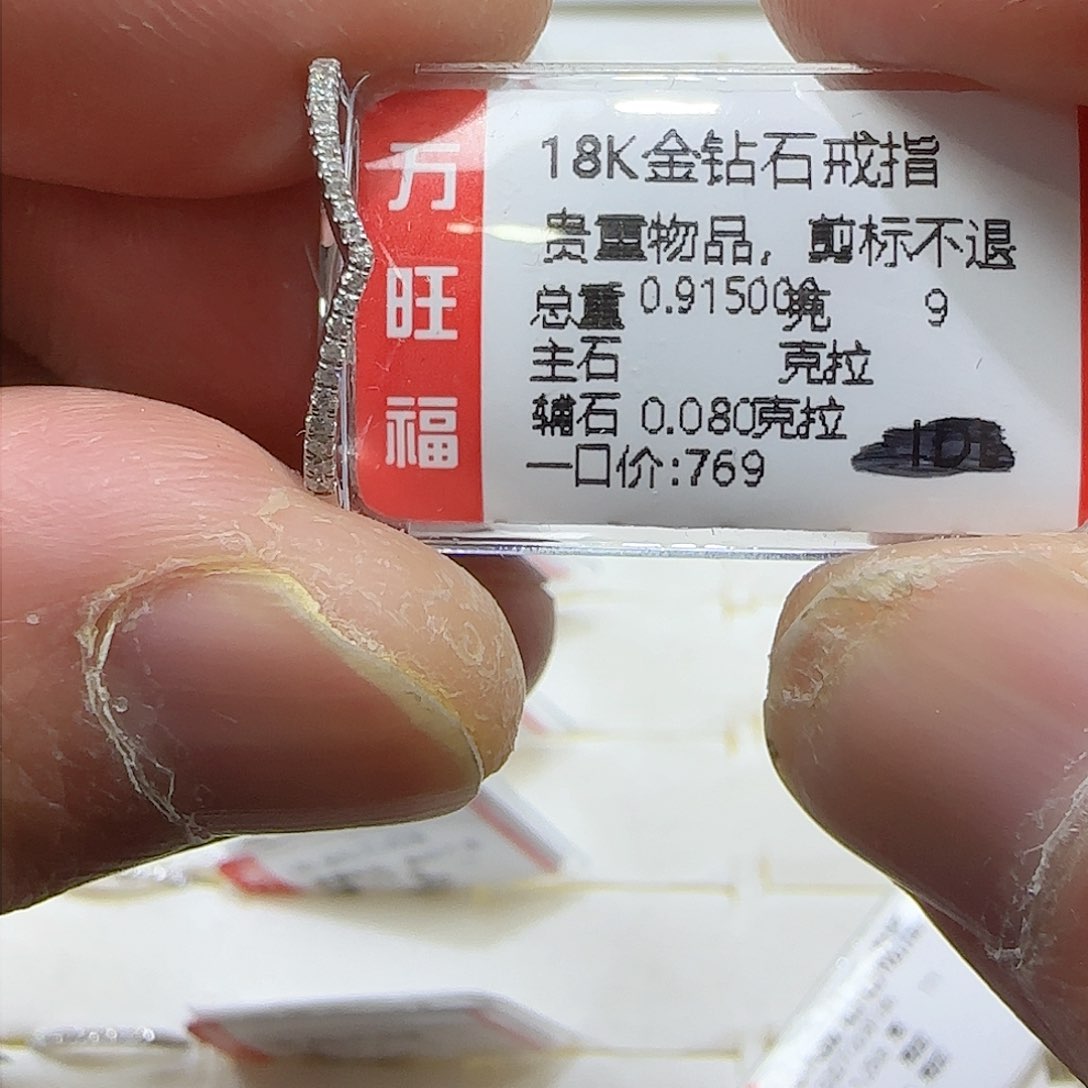 万旺福
18K金钻石戒指
贵重物品，剪标不退
总重 0.915000克 9
主石 克拉
辅石 0.080克拉
一口价:769